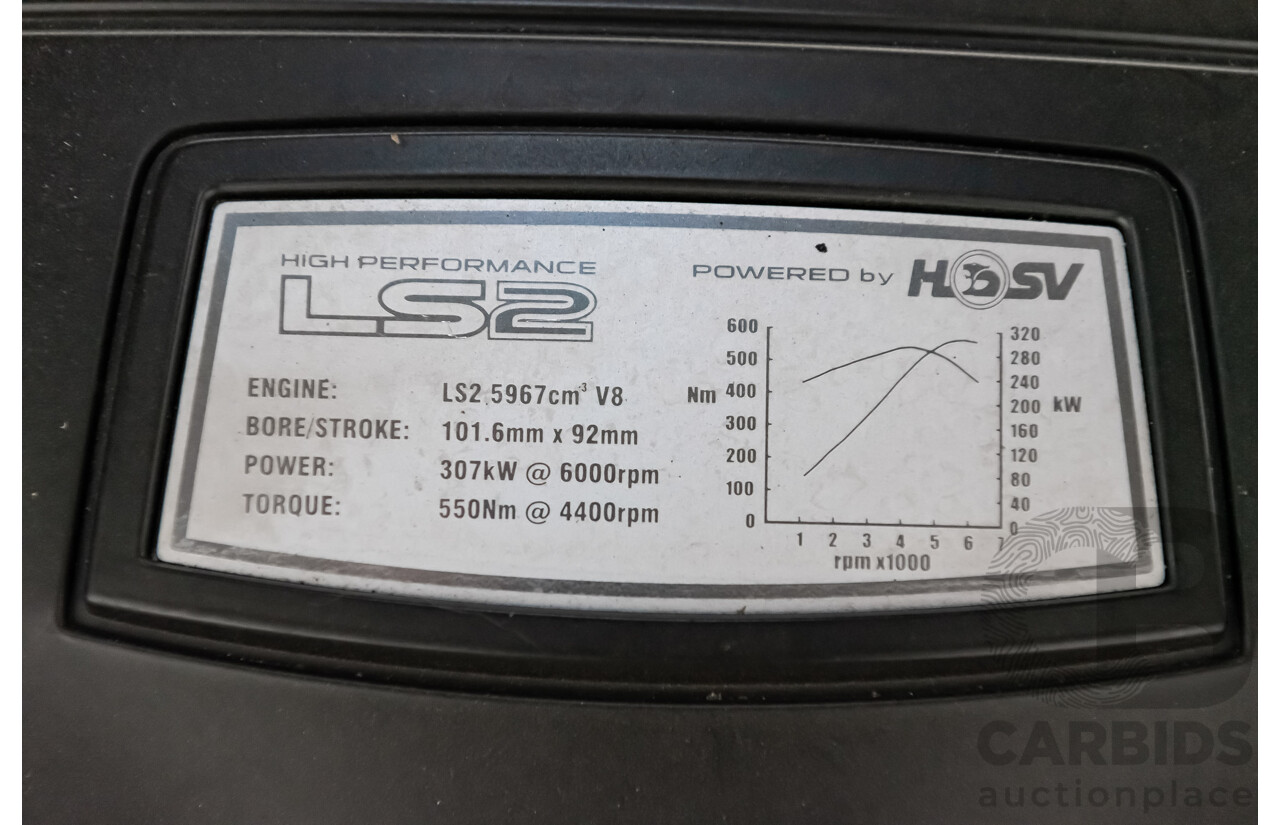 HIGH PERFORMANCE
LS2
ENGINE: LS2 5967cm³ V8
BORE/STROKE: 101.6mm x 92mm
POWER: 307kW @ 6000rpm
TORQUE: 550Nm @ 4400rpm
POWERED by HSV
600
500
Nm 400
300
200
100
0
320
280
240
200 kW
160
120
80
40
0
1 2 3 4 5 6 7
rpm x1000
CARBIDS
auctionplace